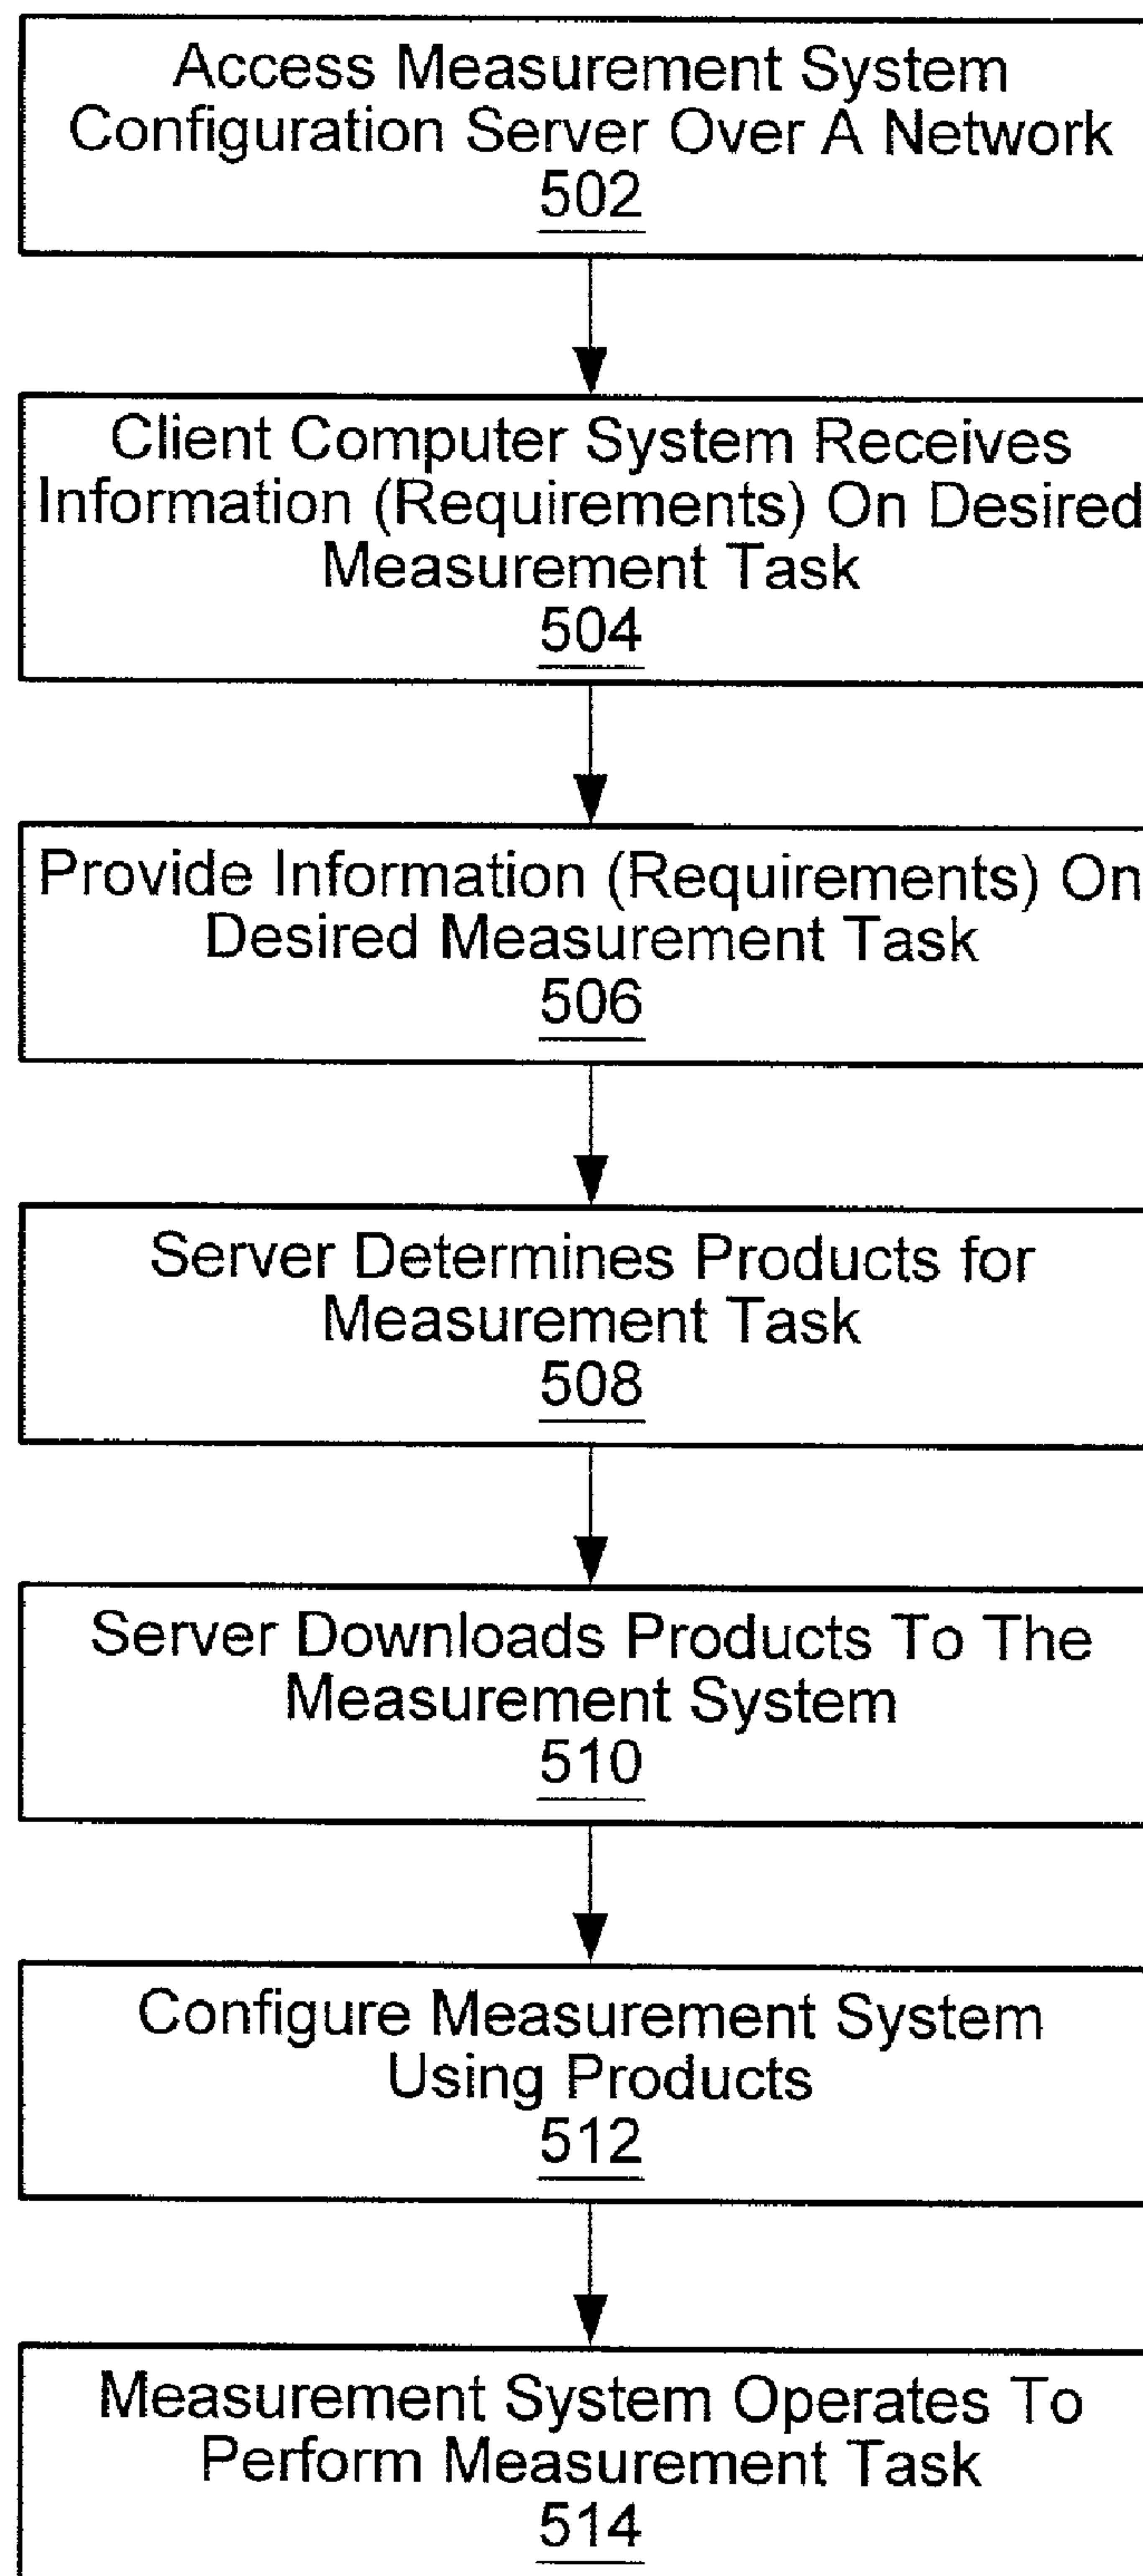 Access Measurement System
Configuration Server Over A Network
502
Client Computer System Receives
Information (Requirements) On Desired
Measurement Task
504
Provide Information (Requirements) On
Desired Measurement Task
506
Server Determines Products for
Measurement Task
508
Server Downloads Products To The
Measurement System
510
Configure Measurement System
Using Products
512
Measurement System Operates To
Perform Measurement Task
514